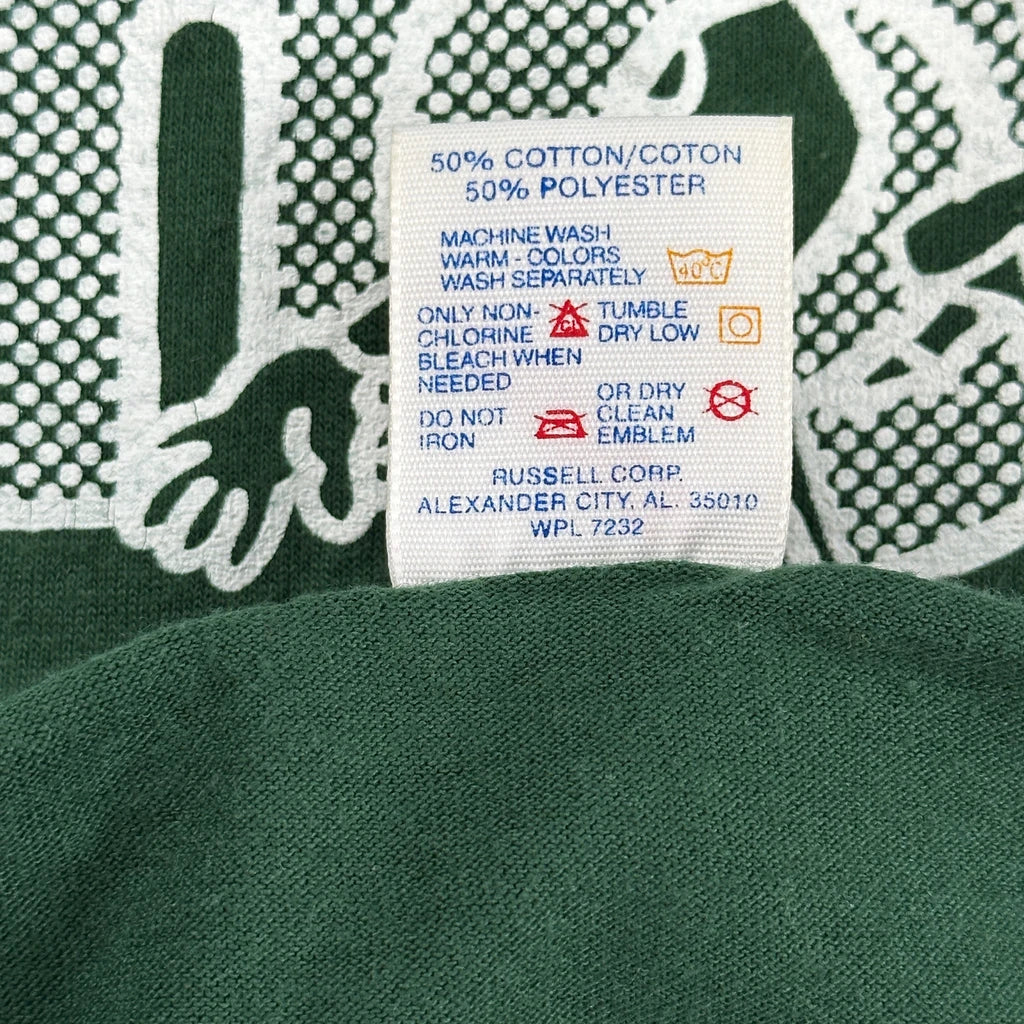 50% COTTON/COTON
50% POLYESTER
MACHINE WASH
WARM - COLORS
WASH SEPARATELY
40°C
ONLY NON-
CHLORINE
BLEACH WHEN
NEEDED
CL
TUMBLE
DRY LOW
DO NOT
IRON
OR DRY
CLEAN
EMBLEM
RUSSELL CORP.
ALEXANDER CITY, AL. 35010
WPL 7232